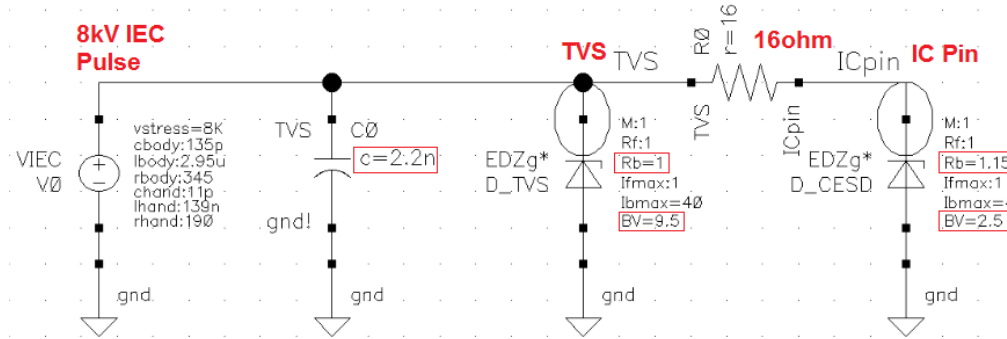 8kV IEC
Pulse
VIEC
V0
vstress=8K
cbody:135p
lbody:2.95u
rbody:345
chand:11p
lhand:139n
rhand:190
gnd
TVS
C0
c=2.2n
gnd!
gnd
TVS
TVS
EDZg*
D_TVS
M:1
Rf:1
Rb=1
Ifmax:1
Ibmax=40
BV=9.5
gnd
TVS
R0
r=16
16ohm
ICpin
ICpin
IC Pin
EDZg*
D_CESD
M:1
Rf:1
Rb=1.15
Ifmax:1
BV=2.5
gnd